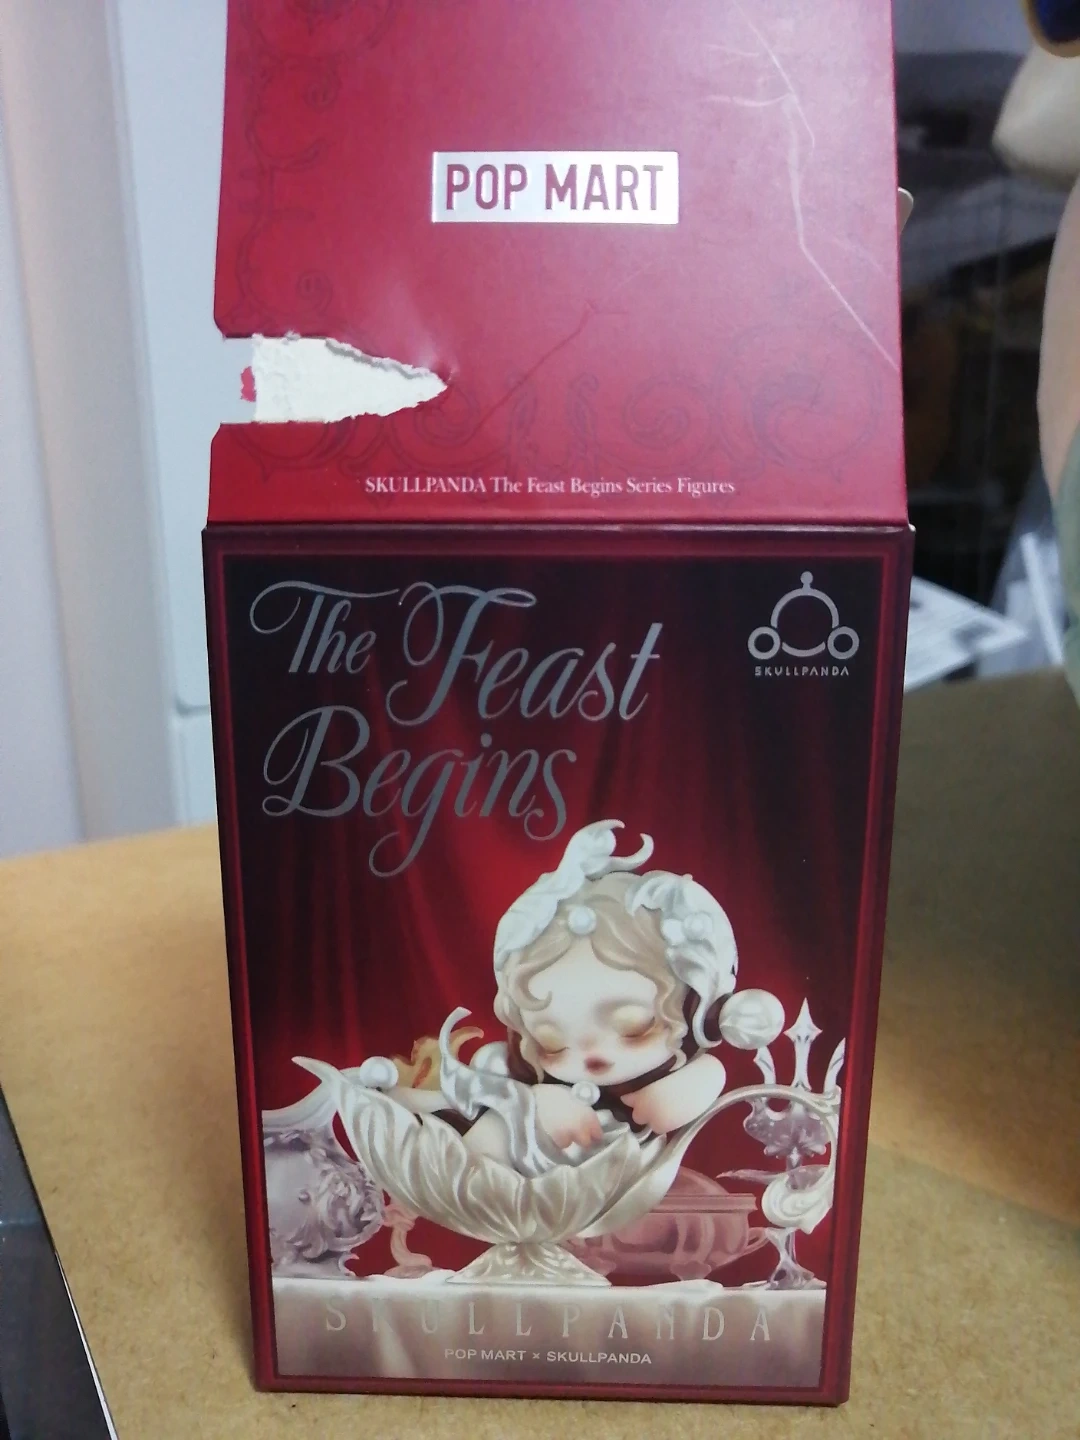 POP MART
SKULLPANDA The Feast Begins Series Figures
The Feast
Begins
SKULLPANDA
SKULLPANDA
POP MART × SKULLPANDA